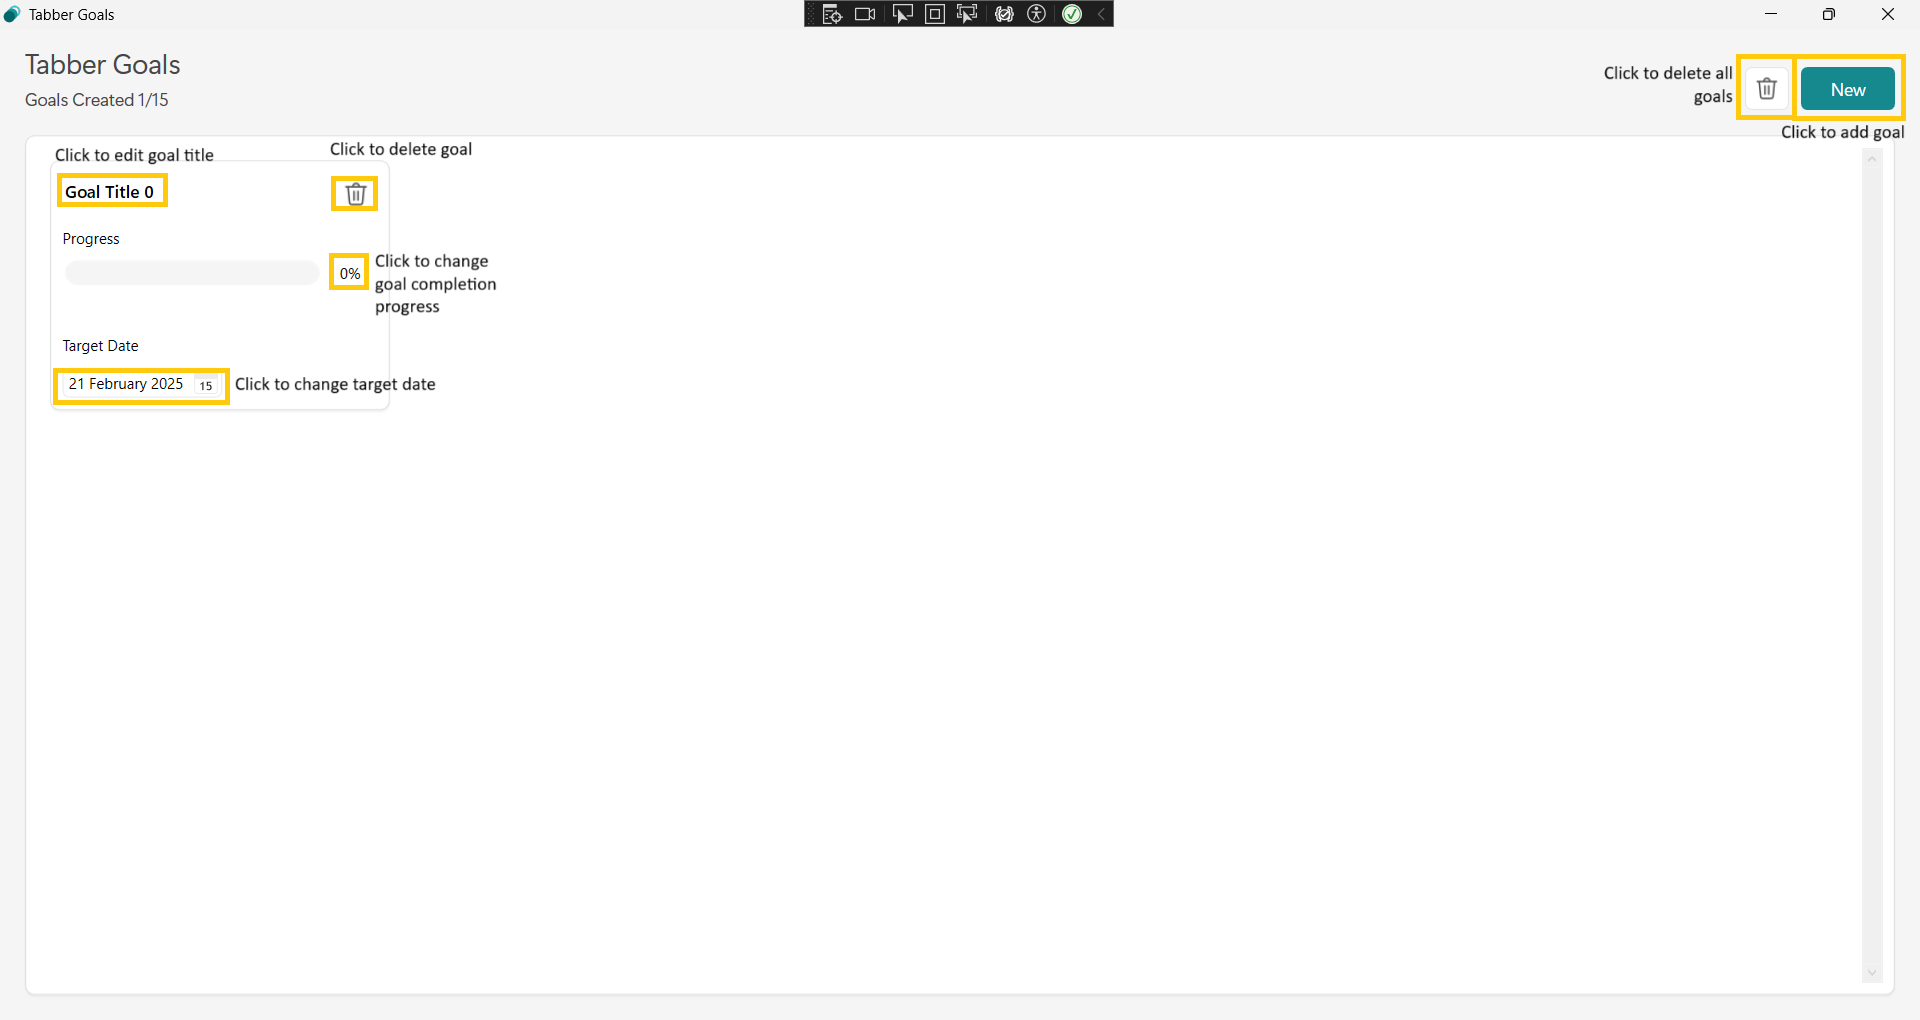 Tabber Goals
Tabber Goals
Goals Created 1/15
Click to delete all
goals
New
Click to add goal
Click to edit goal title
Click to delete goal
Goal Title 0
Progress
0%
Click to change
goal completion
progress
Target Date
21 February 2025 15
Click to change target date